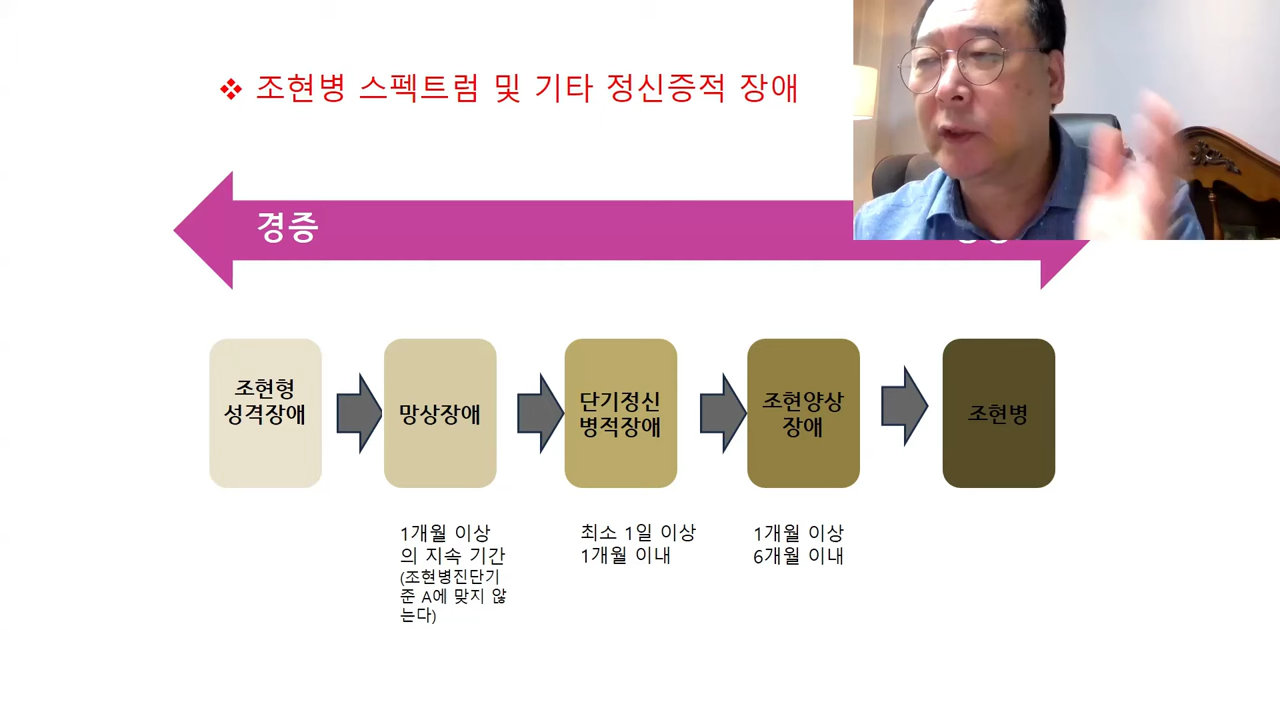 ❖ 조현병 스펙트럼 및 기타 정신증적 장애
경증
조현형
성격장애
망상장애
단기정신
병적장애
조현양상
장애
조현병
1개월 이상
의 지속 기간
(조현병진단기
준 A에 맞지 않
는다)
최소 1일 이상
1개월 이내
1개월 이상
6개월 이내